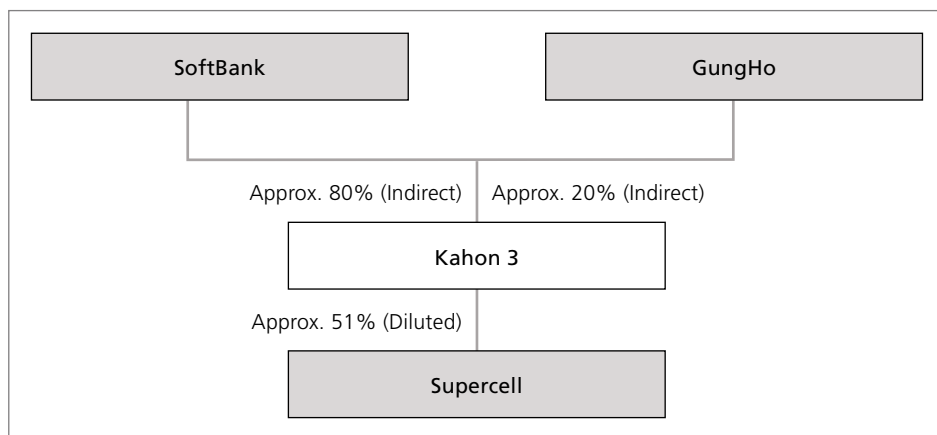 SoftBank
GungHo
Approx. 80% (Indirect)
Approx. 20% (Indirect)
Kahon 3
Approx. 51% (Diluted)
Supercell